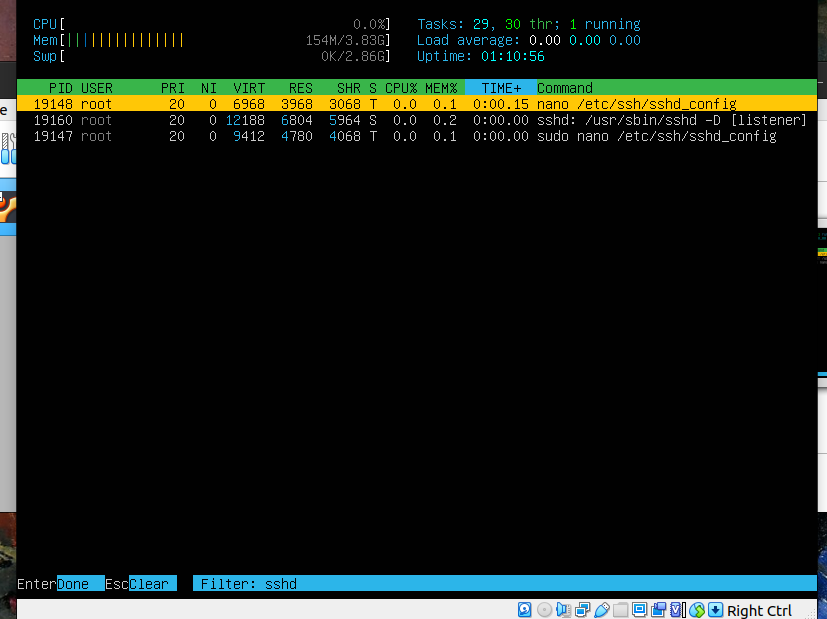 CPU[ 0.0%] Tasks: 29, 30 thr; 1 running
Mem[||||||||||||||| 154M/3.83G] Load average: 0.00 0.00 0.00
Swp[ 0K/2.86G] Uptime: 01:10:56
PID USER PRI NI VIRT RES SHR S CPU% MEM% TIME+ Command
19148 root 20 0 6968 3968 3068 T 0.0 0.1 0:00.15 nano /etc/ssh/sshd_config
19160 root 20 0 12188 6804 5964 S 0.0 0.2 0:00.00 sshd: /usr/sbin/sshd -D [listener]
19147 root 20 0 9412 4780 4068 T 0.0 0.1 0:00.00 sudo nano /etc/ssh/sshd_config
EnterDone EscClear Filter: sshd
Right Ctrl